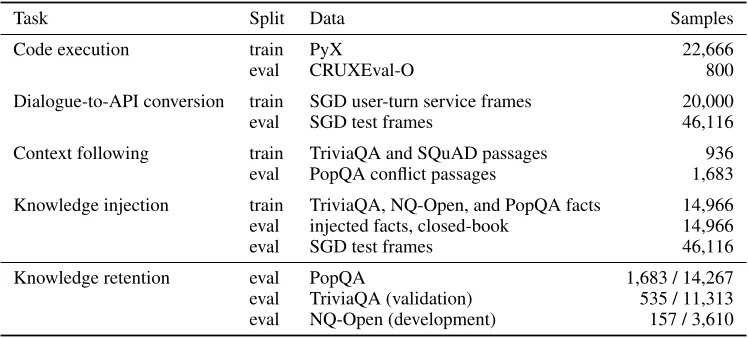 Task Split Data Samples
Code execution train PyX 22,666
eval CRUXEval-O 800
Dialogue-to-API conversion train SGD user-turn service frames 20,000
eval SGD test frames 46,116
Context following train TriviaQA and SQuAD passages 936
eval PopQA conflict passages 1,683
Knowledge injection train TriviaQA, NQ-Open, and PopQA facts 14,966
eval injected facts, closed-book 14,966
eval SGD test frames 46,116
Knowledge retention eval PopQA 1,683 / 14,267
eval TriviaQA (validation) 535 / 11,313
eval NQ-Open (development) 157 / 3,610